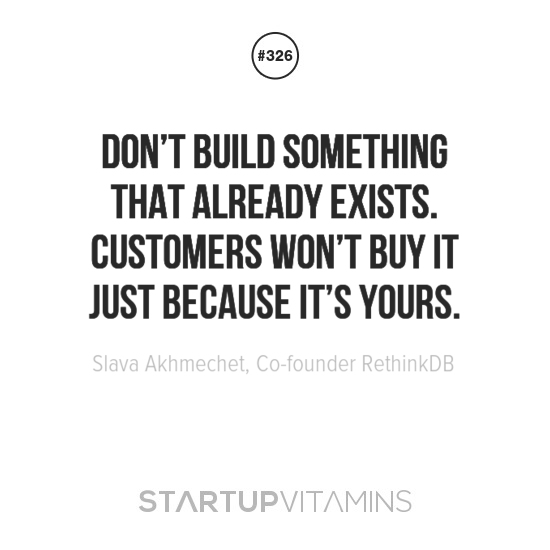 #326
DON'T BUILD SOMETHING
THAT ALREADY EXISTS.
CUSTOMERS WON'T BUY IT
JUST BECAUSE IT'S YOURS.
Slava Akhmechet, Co-founder RethinkDB
STARTUPVITAMINS